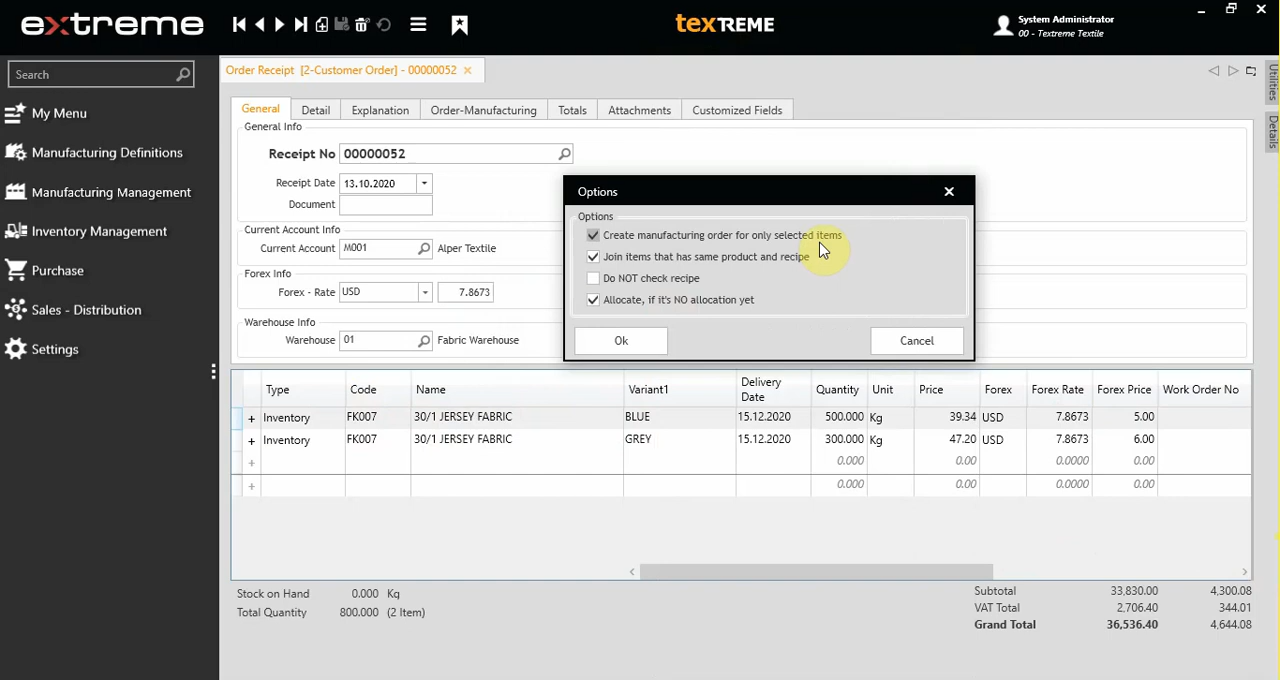 extreme
texTREME
System Administrator
00 - Textreme Textile
Search
Order Receipt [2-Customer Order] - 00000052
Utilities
Details
My Menu
Manufacturing Definitions
Manufacturing Management
Inventory Management
Purchase
Sales - Distribution
Settings
General Detail Explanation Order-Manufacturing Totals Attachments Customized Fields
General Info
Receipt No 00000052
Receipt Date 13.10.2020
Document
Current Account Info
Current Account M001 Alper Textile
Forex Info
Forex - Rate USD 7.8673
Warehouse Info
Warehouse 01 Fabric Warehouse
Options
Options
Create manufacturing order for only selected items
Join items that has same product and recipe
Do NOT check recipe
Allocate, if it's NO allocation yet
Ok Cancel
Type Code Name Variant1 Delivery Date Quantity Unit Price Forex Forex Rate Forex Price Work Order No
+ Inventory FK007 30/1 JERSEY FABRIC BLUE 15.12.2020 500.000 Kg 39.34 USD 7.8673 5.00
+ Inventory FK007 30/1 JERSEY FABRIC GREY 15.12.2020 300.000 Kg 47.20 USD 7.8673 6.00
+ 0.000 0.00 0.0000 0.00
+ 0.000 0.00 0.0000 0.00
Stock on Hand 0.000 Kg
Total Quantity 800.000 (2 Item)
Subtotal 33,830.00 4,300.08
VAT Total 2,706.40 344.01
Grand Total 36,536.40 4,644.08